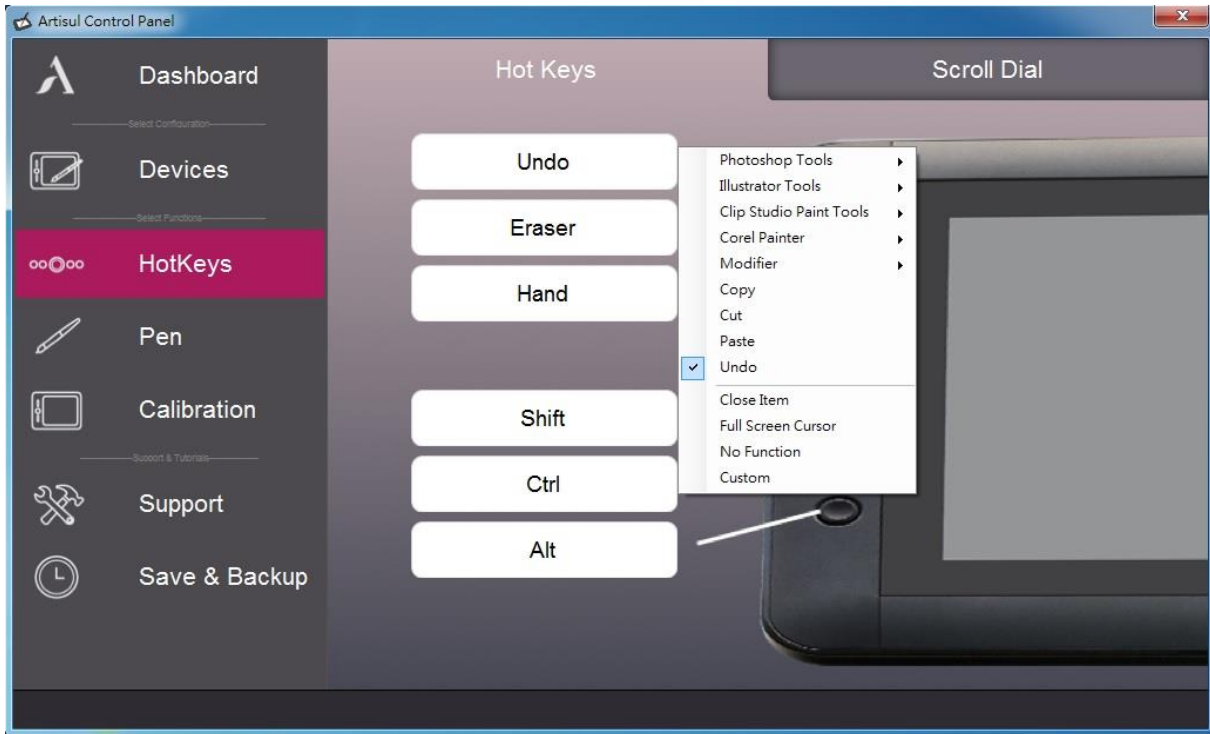 Artisul Control Panel
Dashboard
Select Configuration
Devices
Select Functions
HotKeys
Pen
Calibration
Support & Tutorials
Support
Save & Backup
Hot Keys
Scroll Dial
Undo
Eraser
Hand
Shift
Ctrl
Alt
Photoshop Tools
Illustrator Tools
Clip Studio Paint Tools
Corel Painter
Modifier
Copy
Cut
Paste
Undo
Close Item
Full Screen Cursor
No Function
Custom